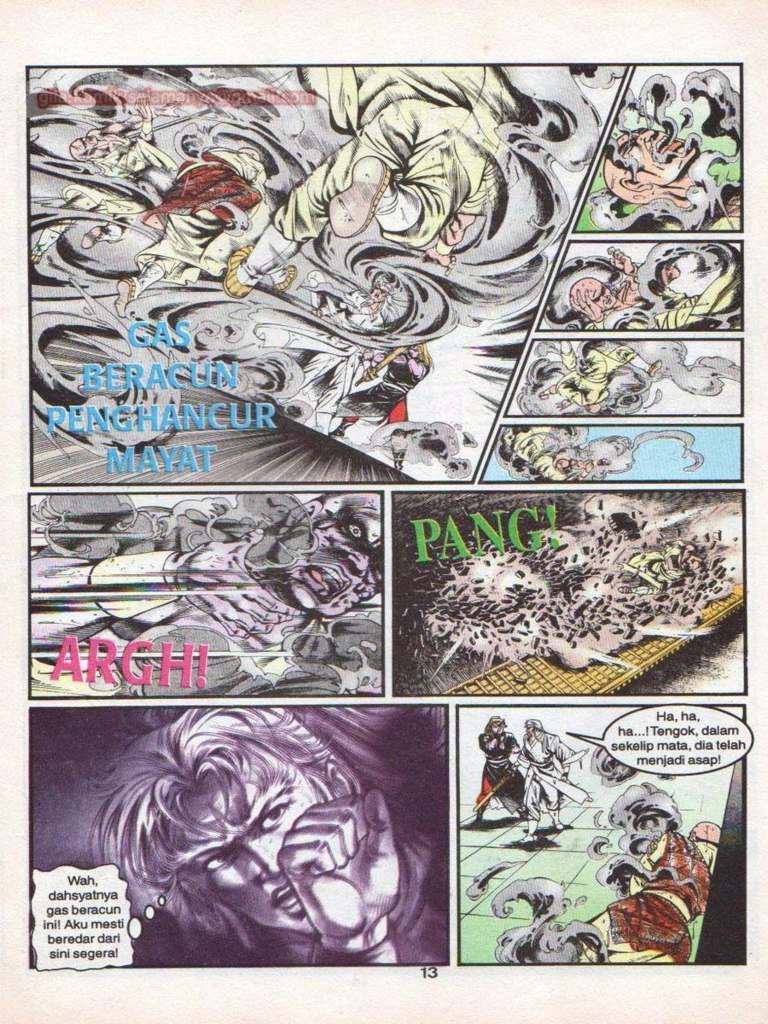 GAS
BERACUN
PENGHANCUR
MAYAT
ARGH!
PANG!
Wah,
dahsyatnya
gas beracun
ini! Aku mesti
beredar dari
sini segera!
Ha, ha,
ha...! Tengok, dalam
sekelip mata, dia telah
menjadi asap!
13